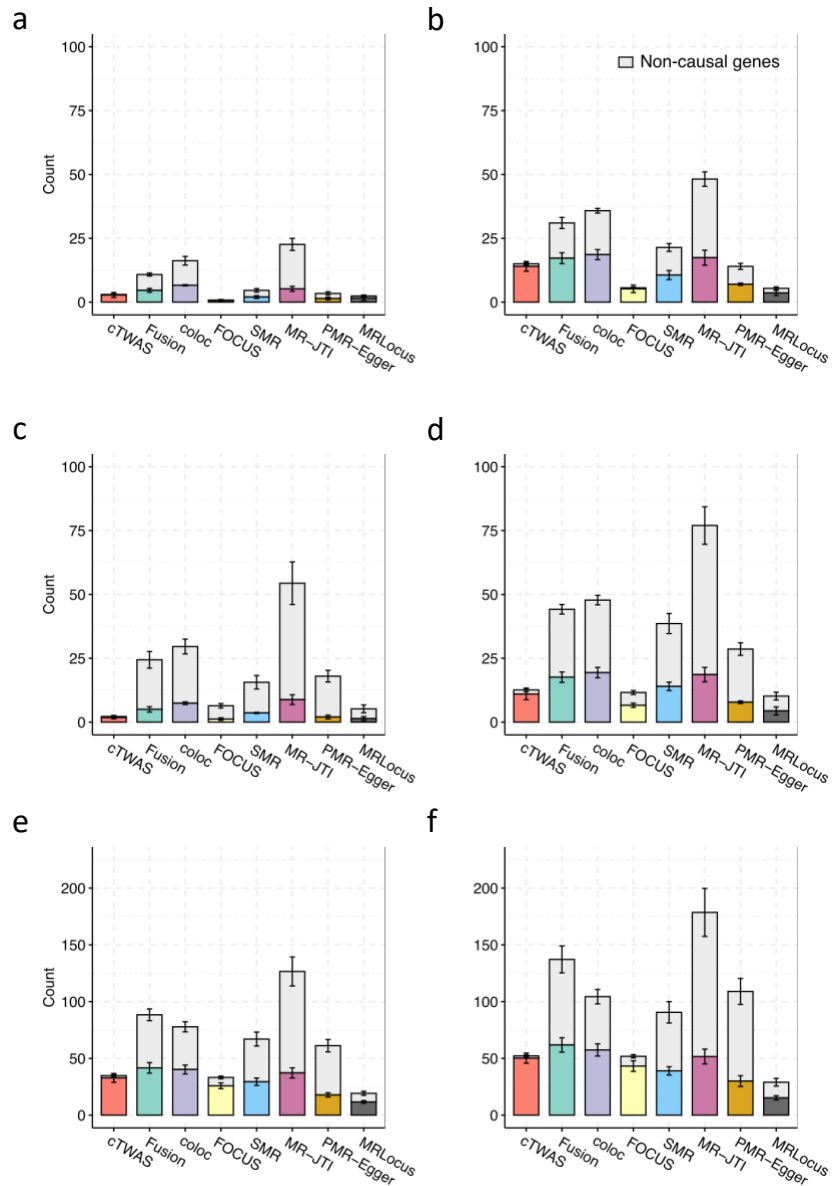 a
100
75
50
25
0
Count
cTWAS
Fusion
coloc
FOCUS
SMR
MR−JTI
PMR−Egger
MRLocus
b
Non-causal genes
100
75
50
25
0
cTWAS
Fusion
coloc
FOCUS
SMR
MR−JTI
PMR−Egger
MRLocus
c
100
75
50
25
0
Count
cTWAS
Fusion
coloc
FOCUS
SMR
MR−JTI
PMR−Egger
MRLocus
d
100
75
50
25
0
cTWAS
Fusion
coloc
FOCUS
SMR
MR−JTI
PMR−Egger
MRLocus
e
200
150
100
50
0
Count
cTWAS
Fusion
coloc
FOCUS
SMR
MR−JTI
PMR−Egger
MRLocus
f
200
150
100
50
0
cTWAS
Fusion
coloc
FOCUS
SMR
MR−JTI
PMR−Egger
MRLocus